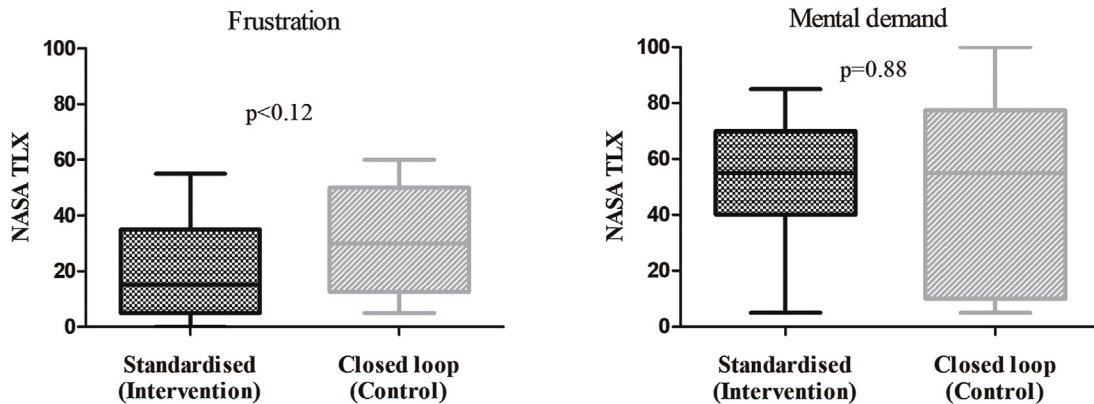 Frustration
NASA TLX
100
80
60
40
20
0
p<0.12
Standardised
(Intervention)
Closed loop
(Control)
Mental demand
NASA TLX
100
80
60
40
20
0
p=0.88
Standardised
(Intervention)
Closed loop
(Control)